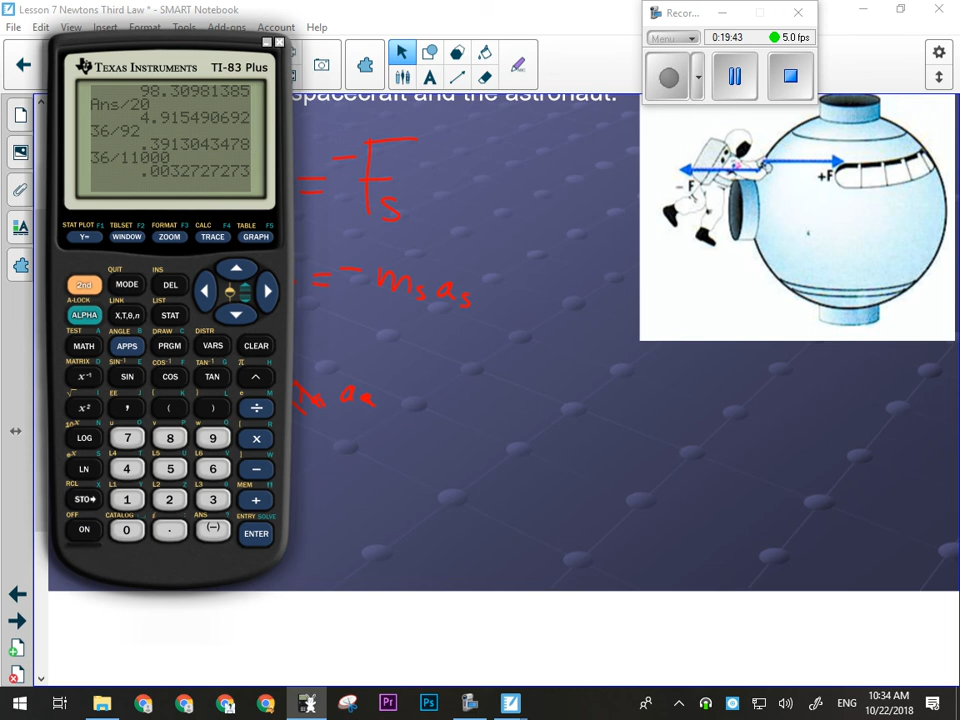 Lesson 7 Newtons Third Law * - SMART Notebook
File Edit View Insert Format Tools Add-ons Account Help
Recor...
Menu 0:19:43 5.0 fps
TEXAS INSTRUMENTS TI-83 Plus
98.30981385
Ans/20
4.915490692
36/92
.3913043478
36/11000
.0032727273
spacecraft and the astronaut.
= -Fs
= - ms as
aa
- F
+F
STAT PLOT F1 TBLSET F2 FORMAT F3 CALC F4 TABLE F5
Y= WINDOW ZOOM TRACE GRAPH
QUIT INS
2nd MODE DEL
A-LOCK LINK LIST
ALPHA X,T,θ,n STAT
TEST A ANGLE B DRAW C DISTR
MATH APPS PRGM VARS CLEAR
MATRIX D SIN⁻¹ E COS⁻¹ F TAN⁻¹ G π H
x⁻¹ SIN COS TAN ^
√ I EE J { K } L e M
x² , ( ) ÷
10ˣ N u O v P w Q [ R
LOG 7 8 9 ×
eˣ S L4 T L5 U L6 V ] W
LN 4 5 6 −
RCL X L1 Y L2 Z L3 θ MEM "
STO► 1 2 3 +
OFF CATALOG i : ANS ? ENTRY SOLVE
ON 0 . (−) ENTER
Pr Ps
ENG
10:34 AM
10/22/2018